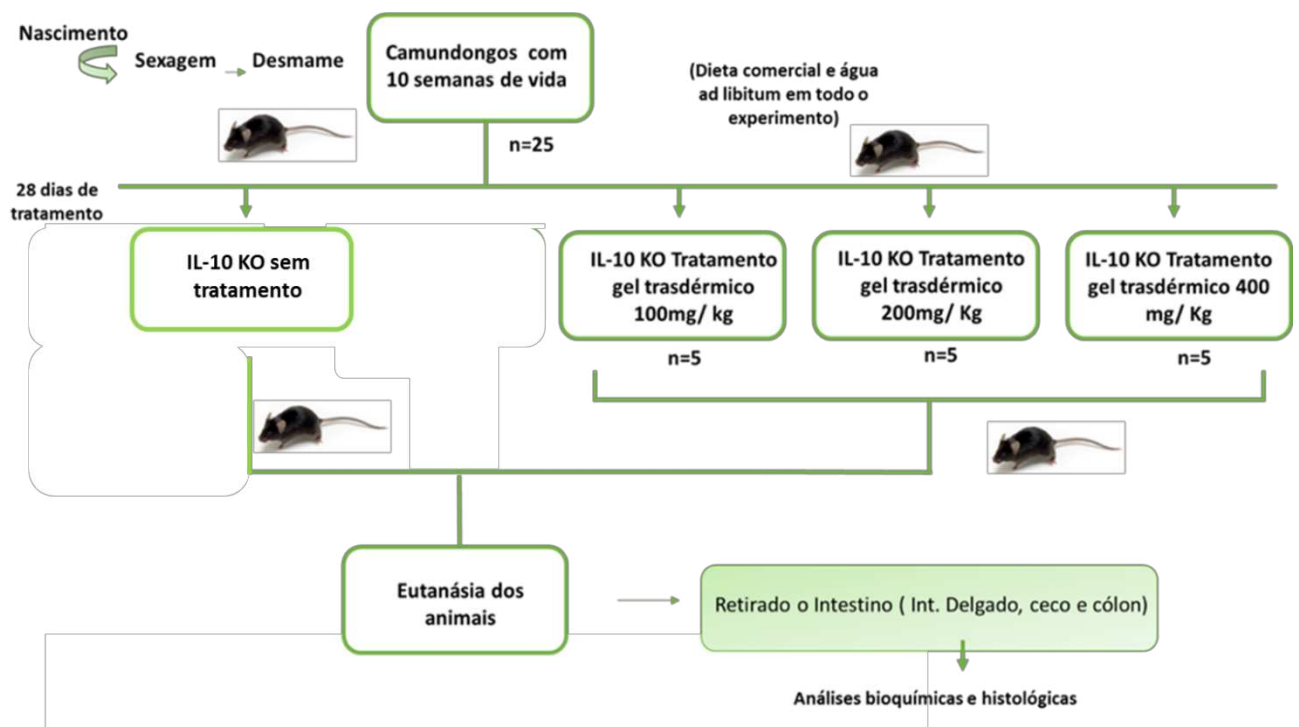 Nascimento
Sexagem
Desmame
Camundongos com
10 semanas de vida
(Dieta comercial e água
ad libitum em todo o
experimento)
n=25
28 dias de
tratamento
IL-10 KO sem
tratamento
IL-10 KO Tratamento
gel trasdérmico
100mg/ kg
IL-10 KO Tratamento
gel trasdérmico
200mg/ Kg
IL-10 KO Tratamento
gel trasdérmico 400
mg/ Kg
n=5
n=5
n=5
Eutanásia dos
animais
Retirado o Intestino ( Int. Delgado, ceco e cólon)
Análises bioquímicas e histológicas